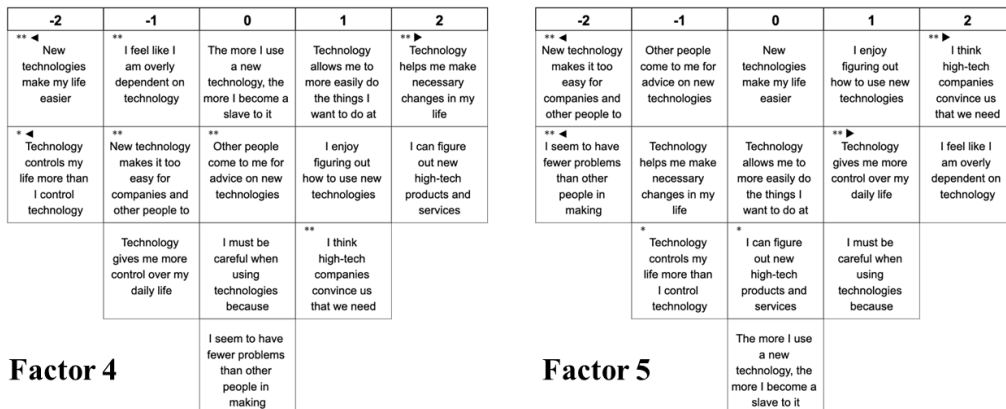 -2 -1 0 1 2
** ◄
New
technologies
make my life
easier
**
I feel like I
am overly
dependent on
technology
The more I use
a new
technology, the
more I become a
slave to it
Technology
allows me to
more easily do
the things I
want to do at
** ►
Technology
helps me make
necessary
changes in my
life
* ◄
Technology
controls my
life more than
I control
technology
**
New technology
makes it too
easy for
companies and
other people to
**
Other people
come to me for
advice on new
technologies
I enjoy
figuring out
how to use new
technologies
I can figure
out new
high-tech
products and
services
Technology
gives me more
control over my
daily life
I must be
careful when
using
technologies
because
**
I think
high-tech
companies
convince us
that we need
I seem to have
fewer problems
than other
people in
making
Factor 4
-2 -1 0 1 2
** ◄
New technology
makes it too
easy for
companies and
other people to
Other people
come to me for
advice on new
technologies
New
technologies
make my life
easier
I enjoy
figuring out
how to use new
technologies
** ►
I think
high-tech
companies
convince us
that we need
** ◄
I seem to have
fewer problems
than other
people in
making
Technology
helps me make
necessary
changes in my
life
Technology
allows me to
more easily do
the things I
want to do at
** ►
Technology
gives me more
control over my
daily life
I feel like I
am overly
dependent on
technology
*
Technology
controls my
life more than
I control
technology
*
I can figure
out new
high-tech
products and
services
I must be
careful when
using
technologies
because
The more I use
a new
technology, the
more I become a
slave to it
Factor 5